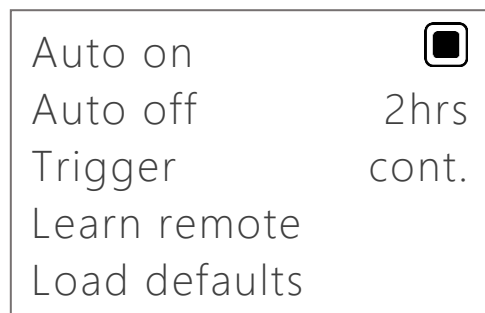 Auto on
Auto off 2hrs
Trigger cont.
Learn remote
Load defaults